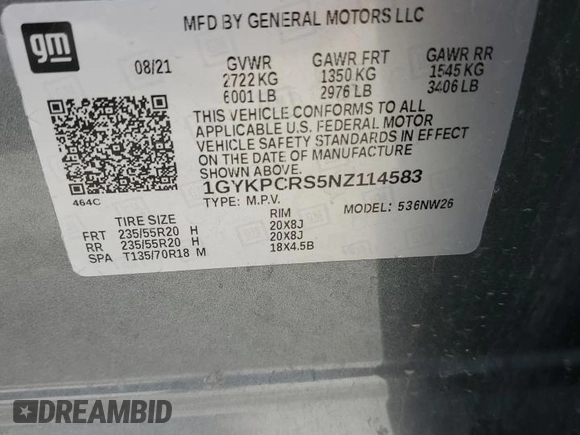 MFD BY GENERAL MOTORS LLC
gm
08/21 GVWR GAWR FRT GAWR RR
2722 KG 1350 KG 1545 KG
6001 LB 2976 LB 3406 LB
THIS VEHICLE CONFORMS TO ALL
APPLICABLE U.S. FEDERAL MOTOR
VEHICLE SAFETY STANDARDS IN EFFECT
ON THE DATE OF MANUFACTURE
SHOWN ABOVE.
1GYKPCRS5NZ114583
464C
TYPE: M.P.V. MODEL: 536NW26
TIRE SIZE RIM
FRT 235/55R20 H 20X8J
RR 235/55R20 H 20X8J
SPA T135/70R18 M 18X4.5B
DREAMBID